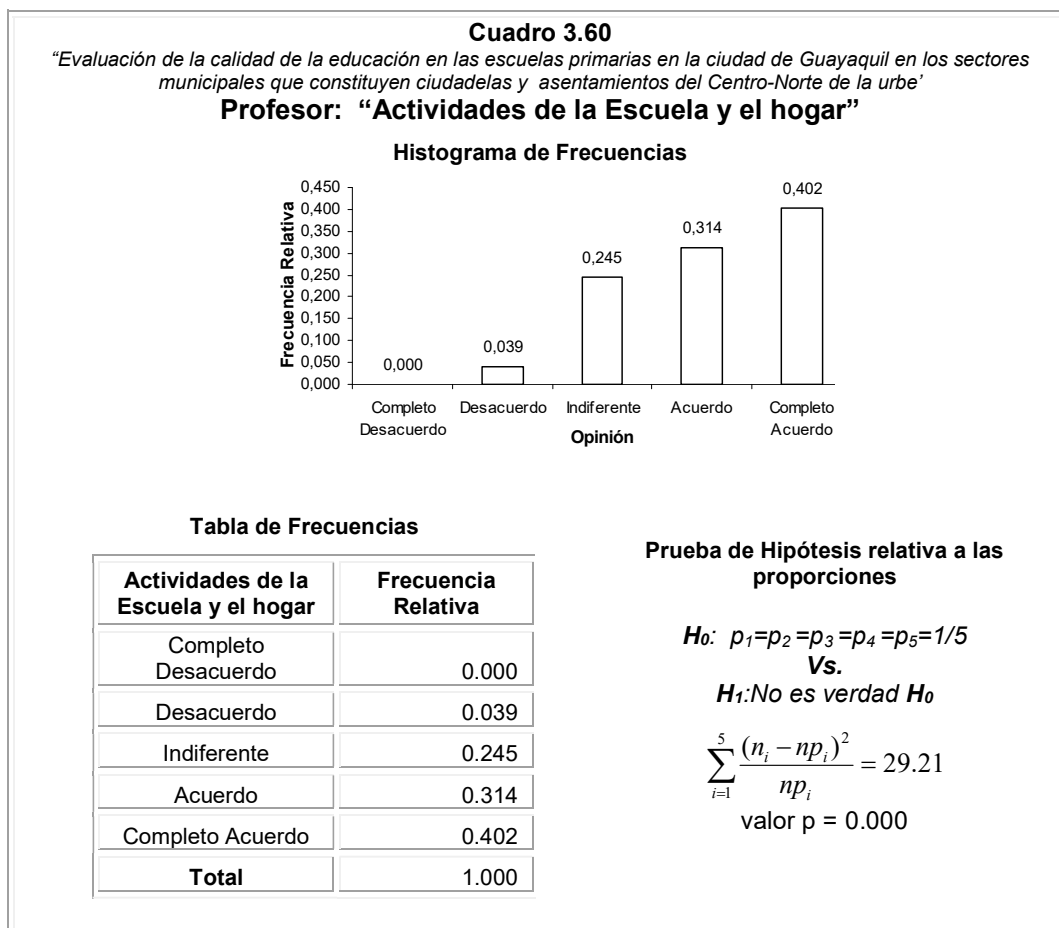 Cuadro 3.60
“Evaluación de la calidad de la educación en las escuelas primarias en la ciudad de Guayaquil en los sectores
municipales que constituyen ciudadelas y asentamientos del Centro-Norte de la urbe’
Profesor: “Actividades de la Escuela y el hogar”
Histograma de Frecuencias
Frecuencia Relativa
0,450
0,400
0,350
0,300
0,250
0,200
0,150
0,100
0,050
0,000
0,000
0,039
0,245
0,314
0,402
Completo Desacuerdo
Desacuerdo
Indiferente
Acuerdo
Completo Acuerdo
Opinión
Tabla de Frecuencias
Actividades de la Escuela y el hogar
Frecuencia Relativa
Completo Desacuerdo 0.000
Desacuerdo 0.039
Indiferente 0.245
Acuerdo 0.314
Completo Acuerdo 0.402
Total 1.000
Prueba de Hipótesis relativa a las
proporciones
H₀: p₁=p₂=p₃=p₄=p₅=1/5
Vs.
H₁:No es verdad H₀
∑_{i=1}^{5} (nᵢ − npᵢ)² / npᵢ = 29.21
valor p = 0.000